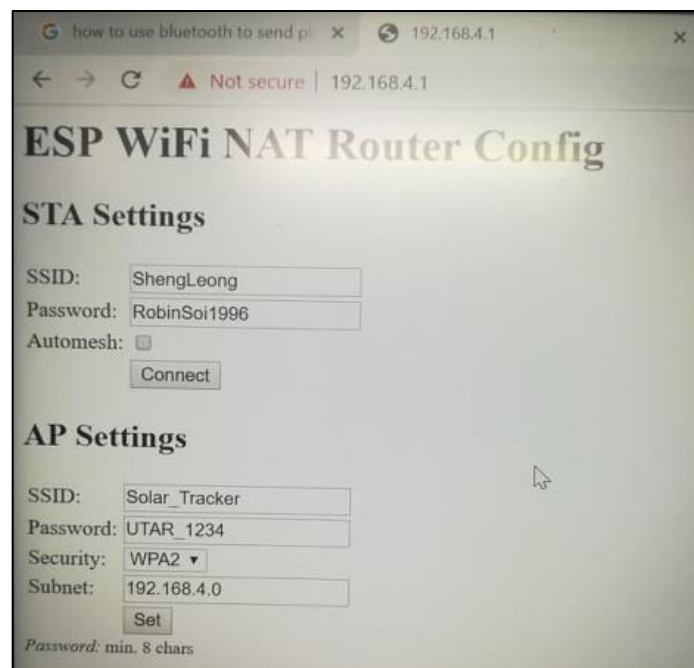 how to use bluetooth to send pl
192.168.4.1
Not secure | 192.168.4.1
ESP WiFi NAT Router Config
STA Settings
SSID: ShengLeong
Password: RobinSoi1996
Automesh:
Connect
AP Settings
SSID: Solar_Tracker
Password: UTAR_1234
Security: WPA2
Subnet: 192.168.4.0
Set
Password: min. 8 chars